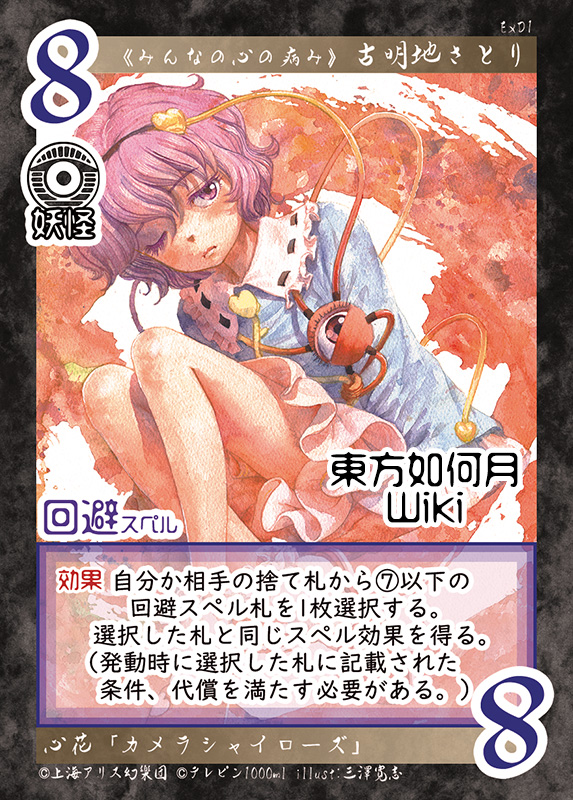 ExD1
8
《みんなの心の病み》 古明地さとり
妖怪
東方如何月
Wiki
回避スペル
効果 自分か相手の捨て札から⑦以下の
回避スペル札を1枚選択する。
選択した札と同じスペル効果を得る。
(発動時に選択した札に記載された
条件、代償を満たす必要がある。)
8
心花「カメラシャイローズ」
©上海アリス幻樂団 ©テレピン1000ml illust:三澤寛志